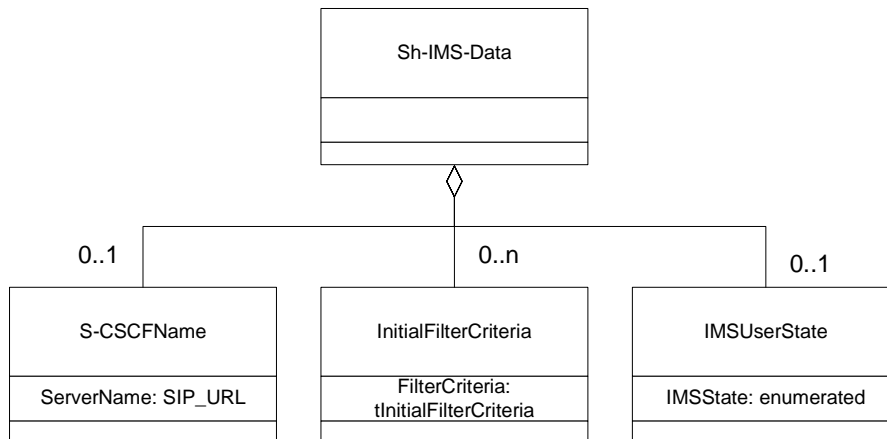 Sh-IMS-Data
0..1
0..n
0..1
S-CSCFName
InitialFilterCriteria
IMSUserState
ServerName: SIP_URL
FilterCriteria:
tInitialFilterCriteria
IMSState: enumerated